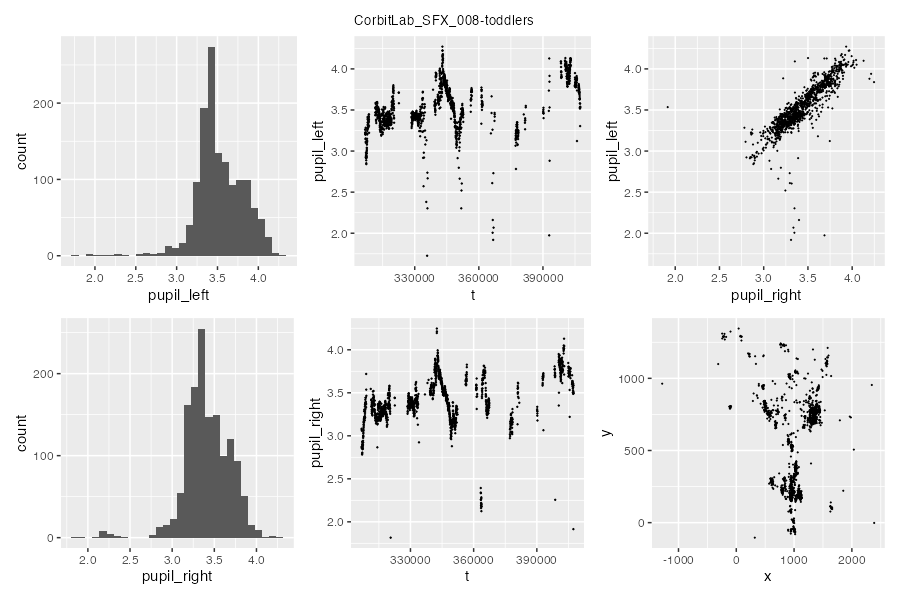 CorbitLab_SFX_008-toddlers
count
200
100
0
2.0 2.5 3.0 3.5 4.0
pupil_left
pupil_left
4.0
3.5
3.0
2.5
2.0
330000 360000 390000
t
pupil_left
4.0
3.5
3.0
2.5
2.0
2.0 2.5 3.0 3.5 4.0
pupil_right
count
200
100
0
2.0 2.5 3.0 3.5 4.0
pupil_right
pupil_right
4.0
3.5
3.0
2.5
2.0
330000 360000 390000
t
y
1000
500
0
-1000 0 1000 2000
x